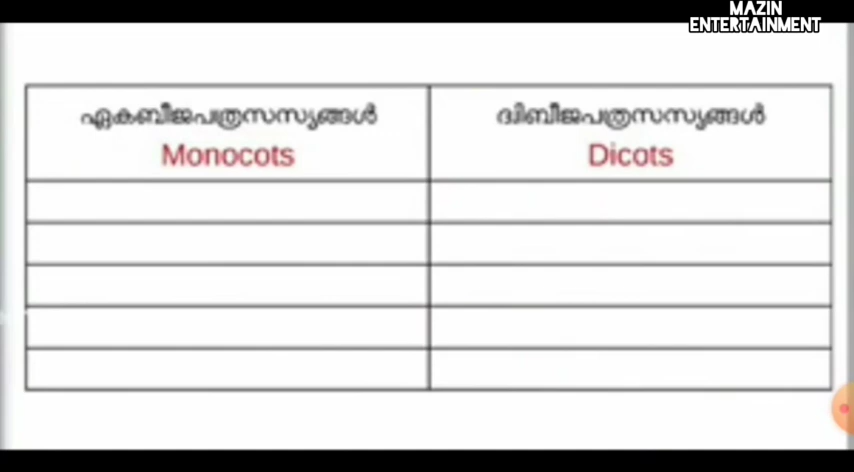 MAZIN
ENTERTAINMENT
ഏകബീജപത്രസസ്യങ്ങൾ
ദ്വിബീജപത്രസസ്യങ്ങൾ
Monocots
Dicots